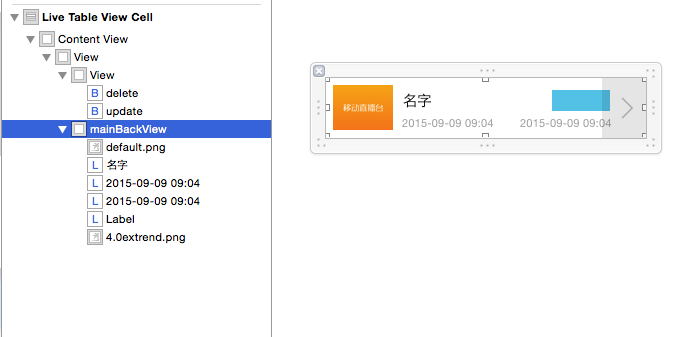 Live Table View Cell
Content View
View
View
B delete
B update
mainBackView
default.png
L 名字
L 2015-09-09 09:04
L 2015-09-09 09:04
L Label
4.0extrend.png
移动直播台
名字
2015-09-09 09:04
2015-09-09 09:04